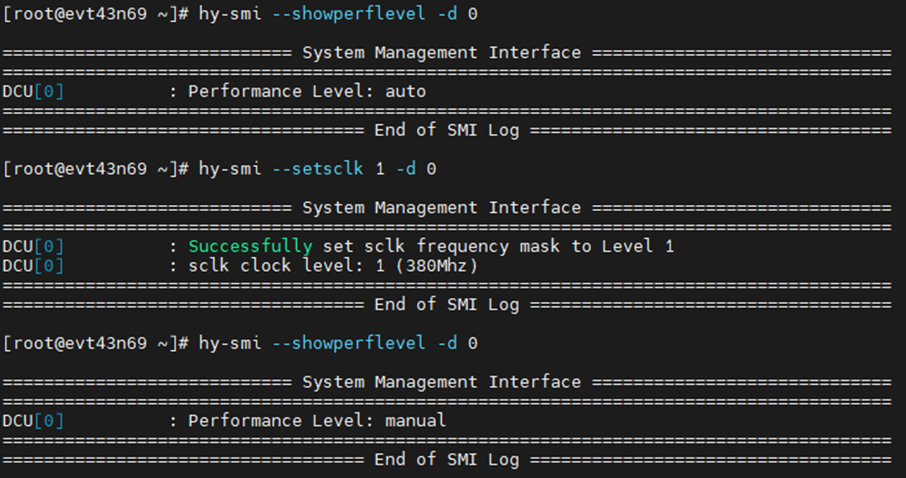 [root@evt43n69 ~]# hy-smi --showperflevel -d 0
============================ System Management Interface =============================
======================================================================================
DCU[0]          : Performance Level: auto
======================================================================================
=================================== End of SMI Log ===================================
[root@evt43n69 ~]# hy-smi --setsclk 1 -d 0
============================ System Management Interface =============================
======================================================================================
DCU[0]          : Successfully set sclk frequency mask to Level 1
DCU[0]          : sclk clock level: 1 (380Mhz)
======================================================================================
=================================== End of SMI Log ===================================
[root@evt43n69 ~]# hy-smi --showperflevel -d 0
============================ System Management Interface =============================
======================================================================================
DCU[0]          : Performance Level: manual
======================================================================================
=================================== End of SMI Log ===================================